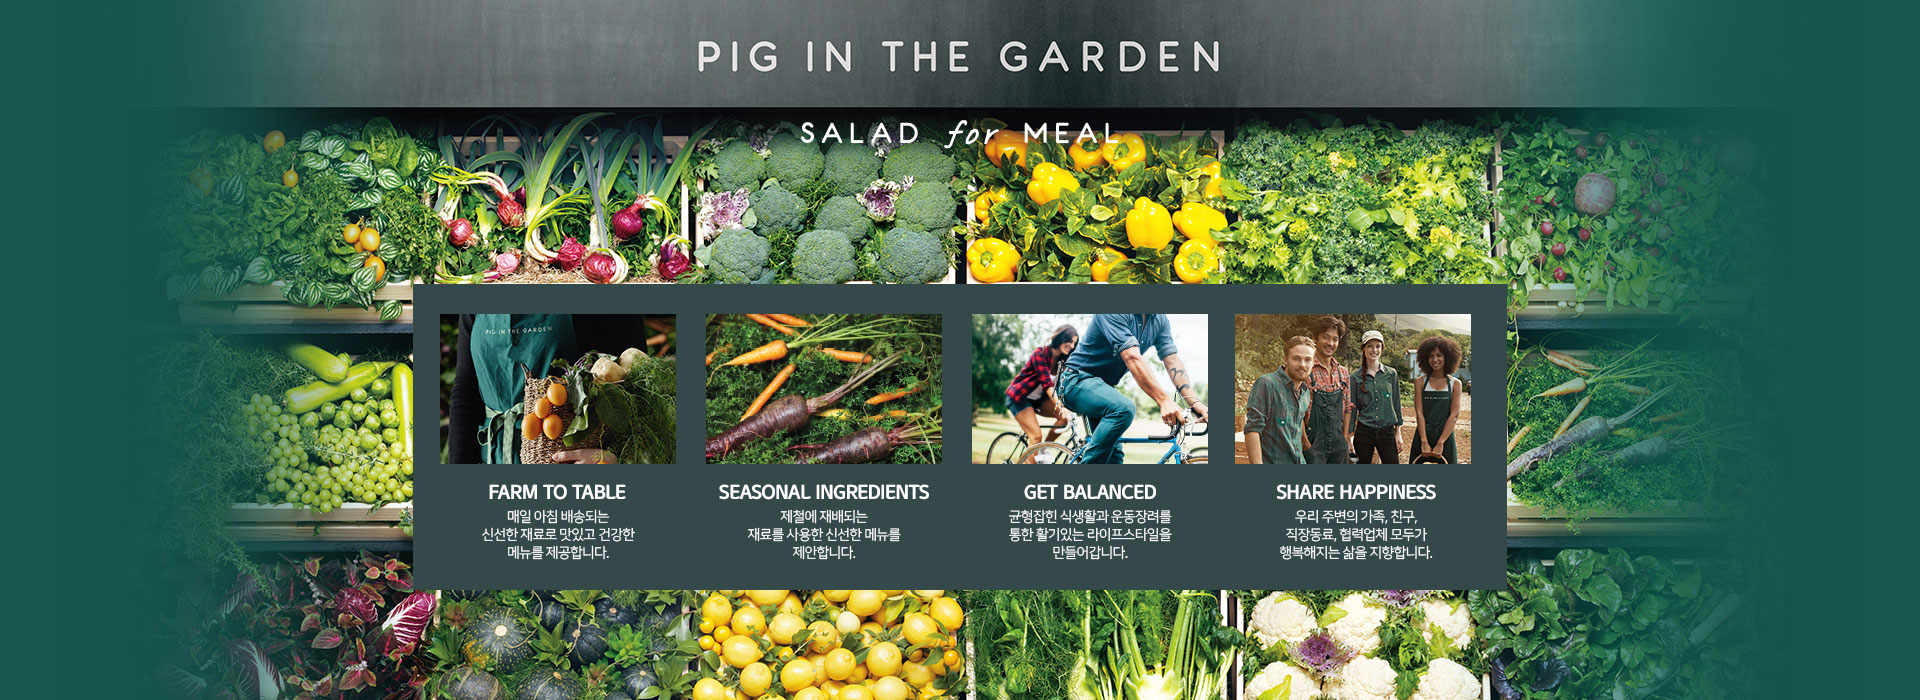 PIG IN THE GARDEN
SALAD for MEAL
PIG IN THE GARDEN
FARM TO TABLE
매일 아침 배송되는
신선한 재료로 맛있고 건강한
메뉴를 제공합니다.
SEASONAL INGREDIENTS
제철에 재배되는
재료를 사용한 신선한 메뉴를
제안합니다.
GET BALANCED
균형잡힌 식생활과 운동장려를
통한 활기있는 라이프스타일을
만들어갑니다.
SHARE HAPPINESS
우리 주변의 가족, 친구,
직장동료, 협력업체 모두가
행복해지는 삶을 지향합니다.